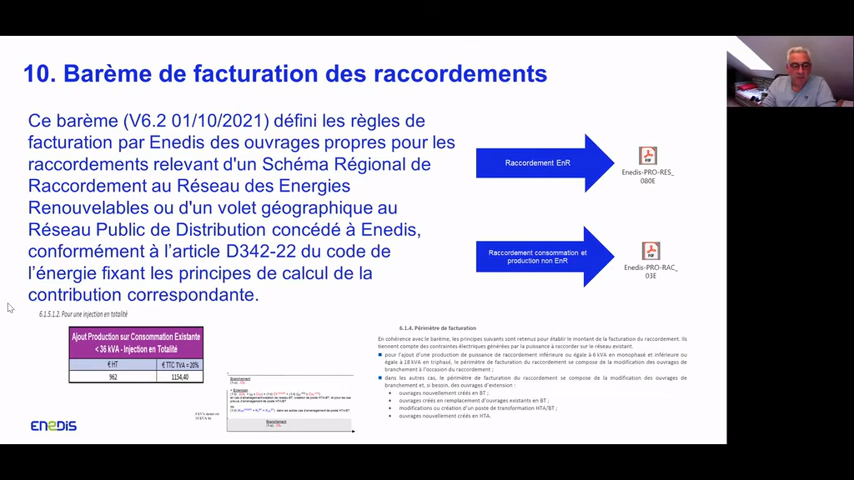 10. Barème de facturation des raccordements
Ce barème (V6.2 01/10/2021) défini les règles de
facturation par Enedis des ouvrages propres pour les
raccordements relevant d'un Schéma Régional de
Raccordement au Réseau des Energies
Renouvelables ou d'un volet géographique au
Réseau Public de Distribution concédé à Enedis,
conformément à l'article D342-22 du code de
l'énergie fixant les principes de calcul de la
contribution correspondante.
Raccordement EnR
Enedis-PRO-RES_
080E
Raccordement consommation et
production non EnR
Enedis-PRO-RAC_
03E
6.1.5.1.2. Pour une injection en totalité
Ajout Production sur Consommation Existante
< 36 kVA - Injection en Totalité
€ HT
€ TTC TVA = 20%
962
1154,40
Branchement
Extension
Raccordement
6.1.4. Périmètre de facturation
En cohérence avec le barème, les principes suivants sont retenus pour établir le montant de la facturation du raccordement. Ils
tiennent compte des contraintes électriques générées par la puissance à raccorder sur le réseau existant.
pour l'ajout d'une production de puissance de raccordement inférieure ou égale à 6 kVA en monophasé et inférieure ou
égale à 18 kVA en triphasé, le périmètre de facturation du raccordement se compose de la modification des ouvrages de
branchement à l'occasion du raccordement ;
dans les autres cas, le périmètre de facturation du raccordement se compose de la modification des ouvrages de
branchement et, si besoin, des ouvrages d'extension :
• ouvrages nouvellement créés en BT ;
• ouvrages créés en remplacement d'ouvrages existants en BT ;
• modifications ou création d'un poste de transformation HTA/BT ;
• ouvrages nouvellement créés en HTA.
ENEDIS